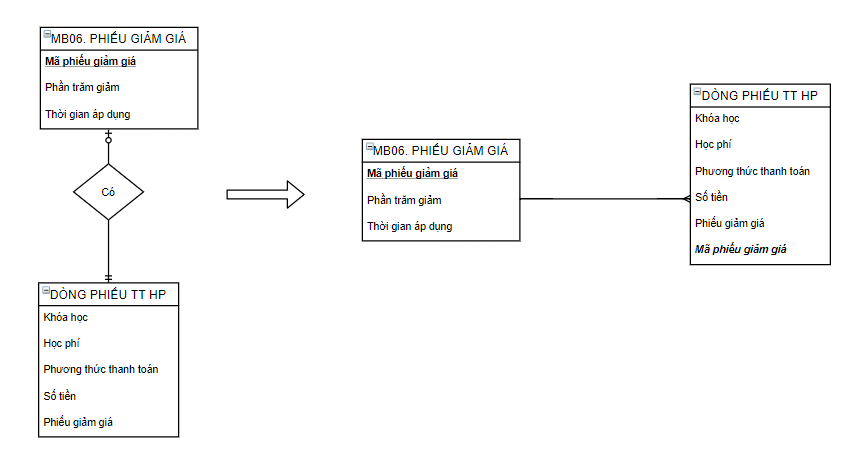 MB06. PHIẾU GIẢM GIÁ
Mã phiếu giảm giá
Phần trăm giảm
Thời gian áp dụng
Có
DÒNG PHIẾU TT HP
Khóa học
Học phí
Phương thức thanh toán
Số tiền
Phiếu giảm giá
MB06. PHIẾU GIẢM GIÁ
Mã phiếu giảm giá
Phần trăm giảm
Thời gian áp dụng
DÒNG PHIẾU TT HP
Khóa học
Học phí
Phương thức thanh toán
Số tiền
Phiếu giảm giá
Mã phiếu giảm giá